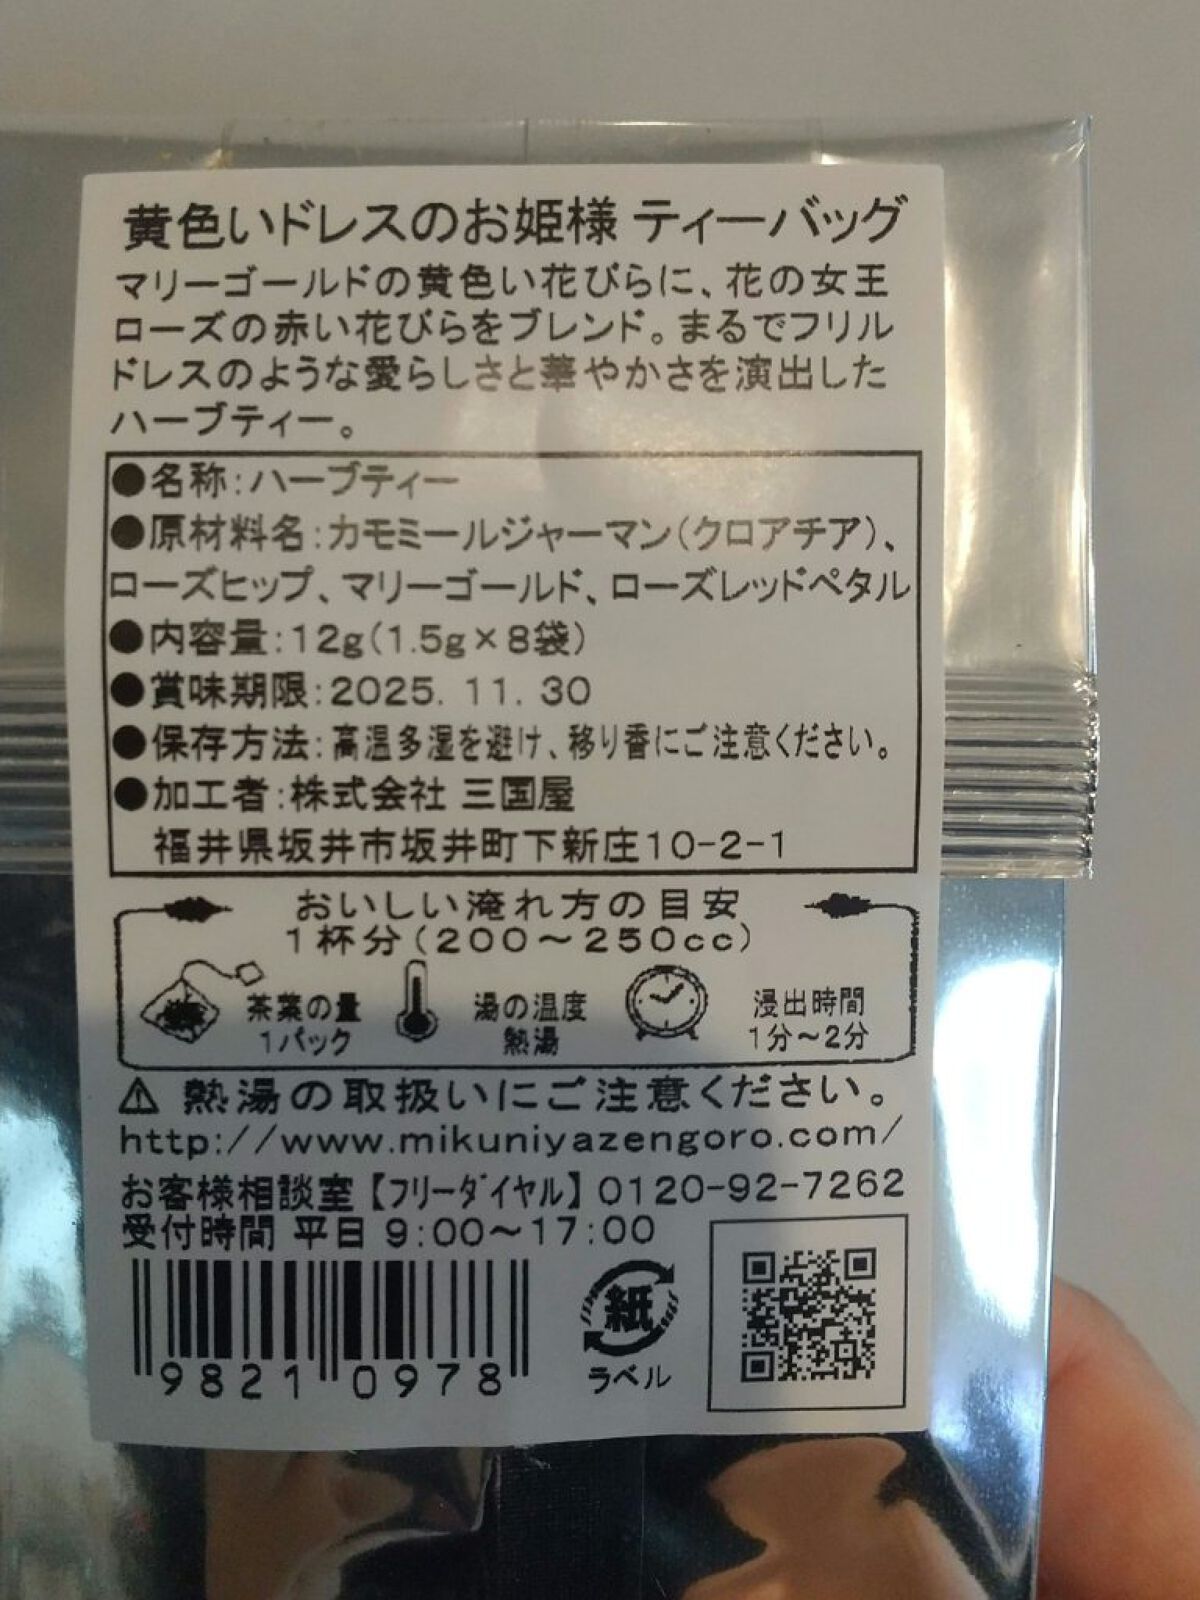 黄色いドレスのお姫様 ティーバッグ
マリーゴールドの黄色い花びらに、花の女王
ローズの赤い花びらをブレンド。まるでフリル
ドレスのような愛らしさと華やかさを演出した
ハーブティー。
●名称:ハーブティー
●原材料名:カモミールジャーマン(クロアチア)、
ローズヒップ、マリーゴールド、ローズレッドペタル
●内容量:12g(1.5g×8袋)
●賞味期限:2025.11.30
●保存方法:高温多湿を避け、移り香にご注意ください。
●加工者:株式会社 三国屋
福井県坂井市坂井町下新庄10-2-1
おいしい淹れ方の目安
1杯分(200～250cc)
茶葉の量 湯の温度 浸出時間
1パック 熱湯 1分～2分
⚠ 熱湯の取扱いにご注意ください。
http://www.mikuniyazengoro.com/
お客様相談室【フリーダイヤル】0120-92-7262
受付時間 平日 9:00～17:00
紙
ラベル
9821 0978